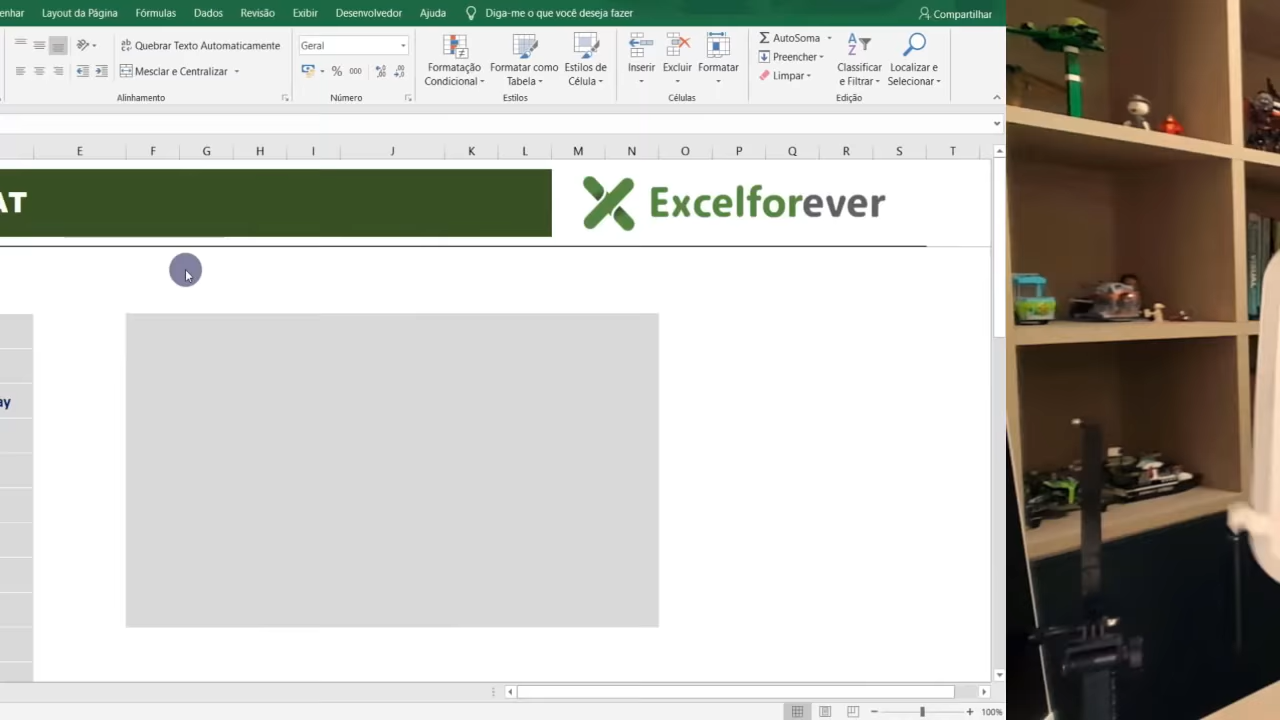 enhar Layout da Página Fórmulas Dados Revisão Exibir Desenvolvedor Ajuda Diga-me o que você deseja fazer Compartilhar
Quebrar Texto Automaticamente
Mesclar e Centralizar
Alinhamento
Geral
% 000
Número
Formatação Condicional
Formatar como Tabela
Estilos de Célula
Estilos
Inserir
Excluir
Formatar
Células
AutoSoma
Preencher
Limpar
Classificar e Filtrar
Localizar e Selecionar
Edição
E F G H I J K L M N O P Q R S T
AT
Excelforever
ay
100%